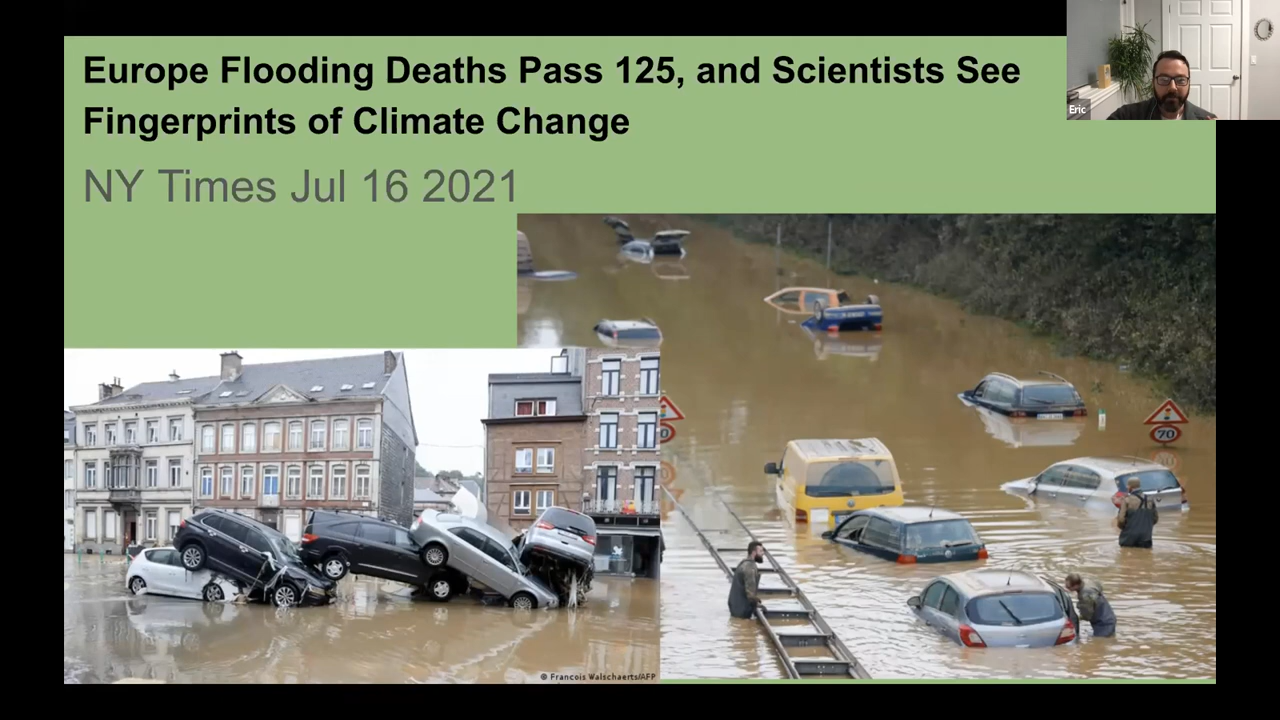 Europe Flooding Deaths Pass 125, and Scientists See
Fingerprints of Climate Change
NY Times Jul 16 2021
Eric
70
© Francois Walschaerts/AFP